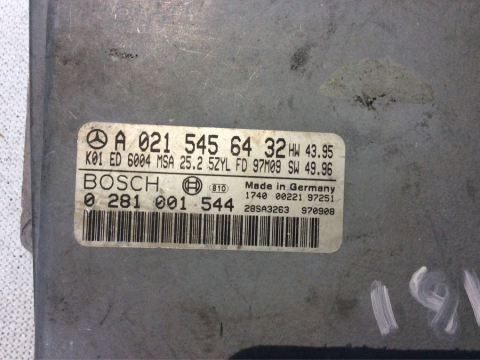 A 021 545 64 32 HW 43.95
K01 ED 6004 MSA 25.2 5ZYL FD 97M09 SW 49.96
BOSCH 810 Made in Germany
1740 00221 97251
0 281 001 544 28SA3263 970908
191